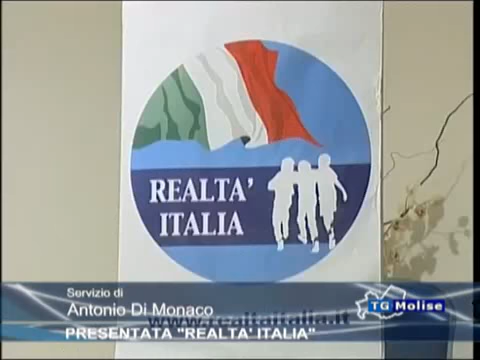 REALTA'
ITALIA
www.realtaitalia.it
Servizio di
Antonio Di Monaco
PRESENTATA "REALTA' ITALIA"
TG Molise